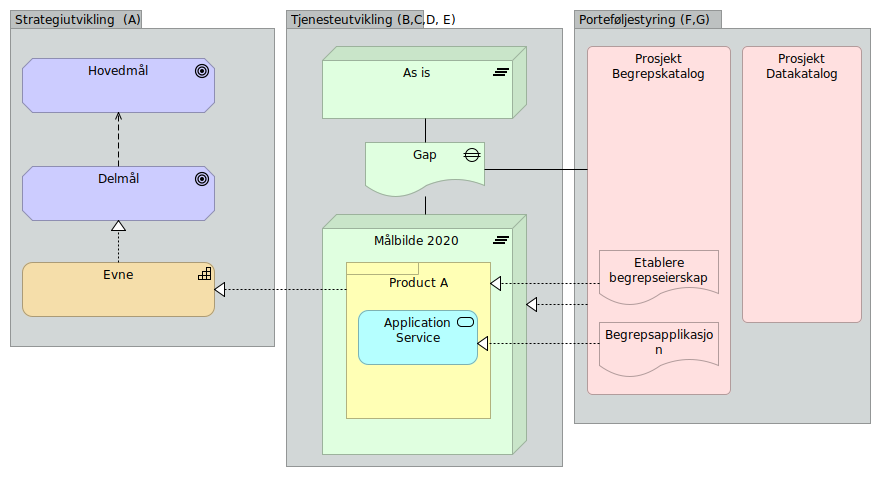 Strategiutvikling  (A)
Hovedmål
Delmål
Evne
Tjenesteutvikling (B,C,D, E)
As is
Gap
Målbilde 2020
Product A
Application
Service
Porteføljestyring (F,G)
Prosjekt
Begrepskatalog
Etablere
begrepseierskap
Begrepsapplikasjo
n
Prosjekt
Datakatalog